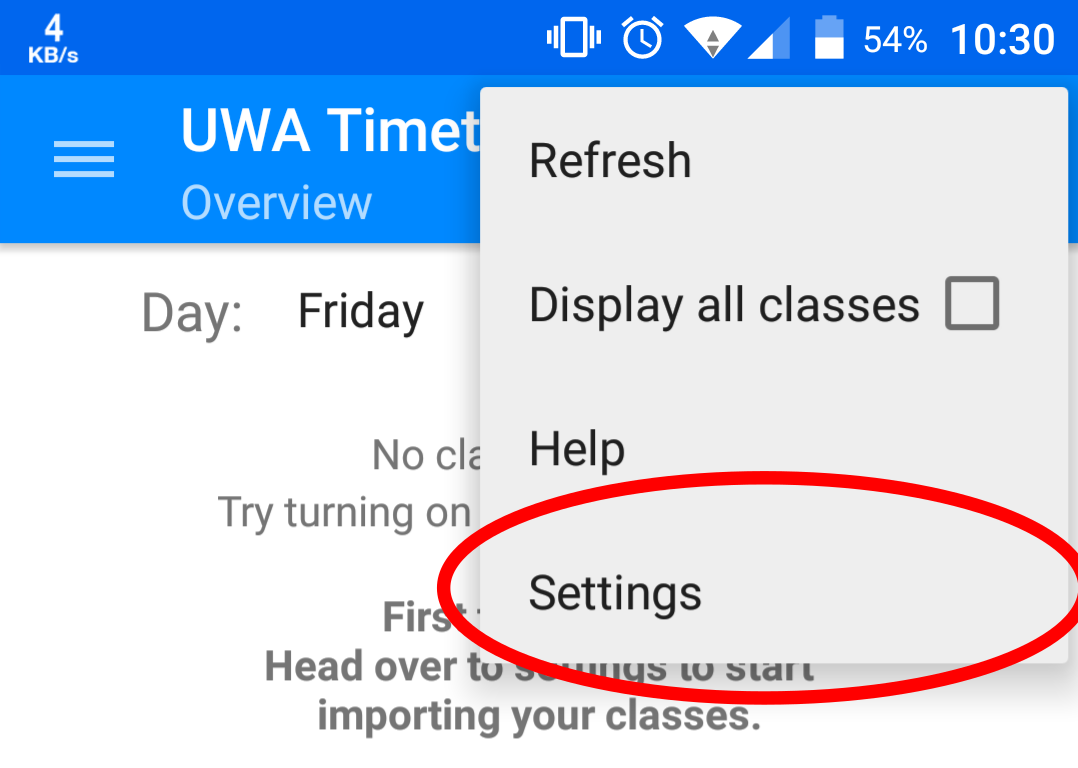 4
KB/s
54% 10:30
UWA Timet
Overview
Refresh
Display all classes
Day: Friday
Help
No cla
Try turning on
Settings
First
Head over to settings to start
importing your classes.